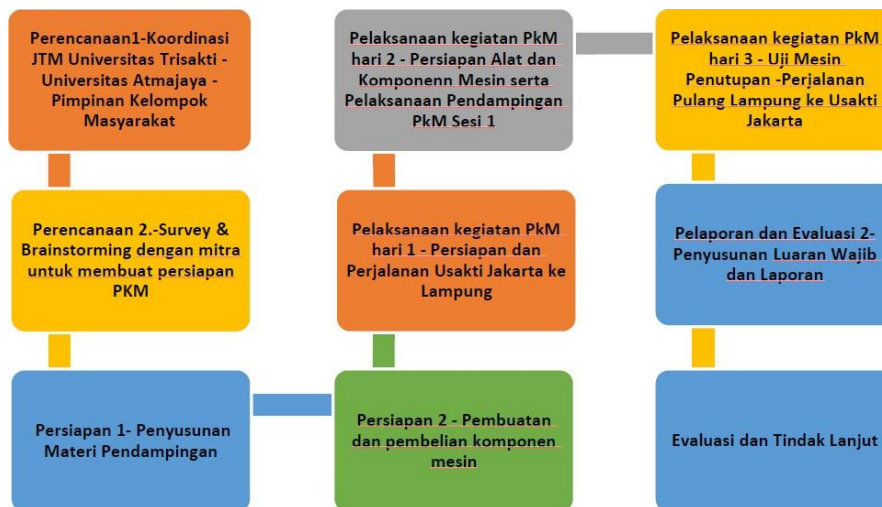 Perencanaan1-Koordinasi
JTM Universitas Trisakti -
Universitas Atmajaya -
Pimpinan Kelompok
Masyarakat
Perencanaan 2.-Survey &
Brainstorming dengan mitra
untuk membuat persiapan
PKM
Persiapan 1- Penyusunan
Materi Pendampingan
Persiapan 2 - Pembuatan
dan pembelian komponen
mesin
Pelaksanaan kegiatan PkM
hari 1 - Persiapan dan
Perjalanan Usakti Jakarta ke
Lampung
Pelaksanaan kegiatan PkM
hari 2 - Persiapan Alat dan
Komponenn Mesin serta
Pelaksanaan Pendampingan
PkM Sesi 1
Pelaksanaan kegiatan PkM
hari 3 - Uji Mesin
Penutupan -Perjalanan
Pulang Lampung ke Usakti
Jakarta
Pelaporan dan Evaluasi 2-
Penyusunan Luaran Wajib
dan Laporan
Evaluasi dan Tindak Lanjut